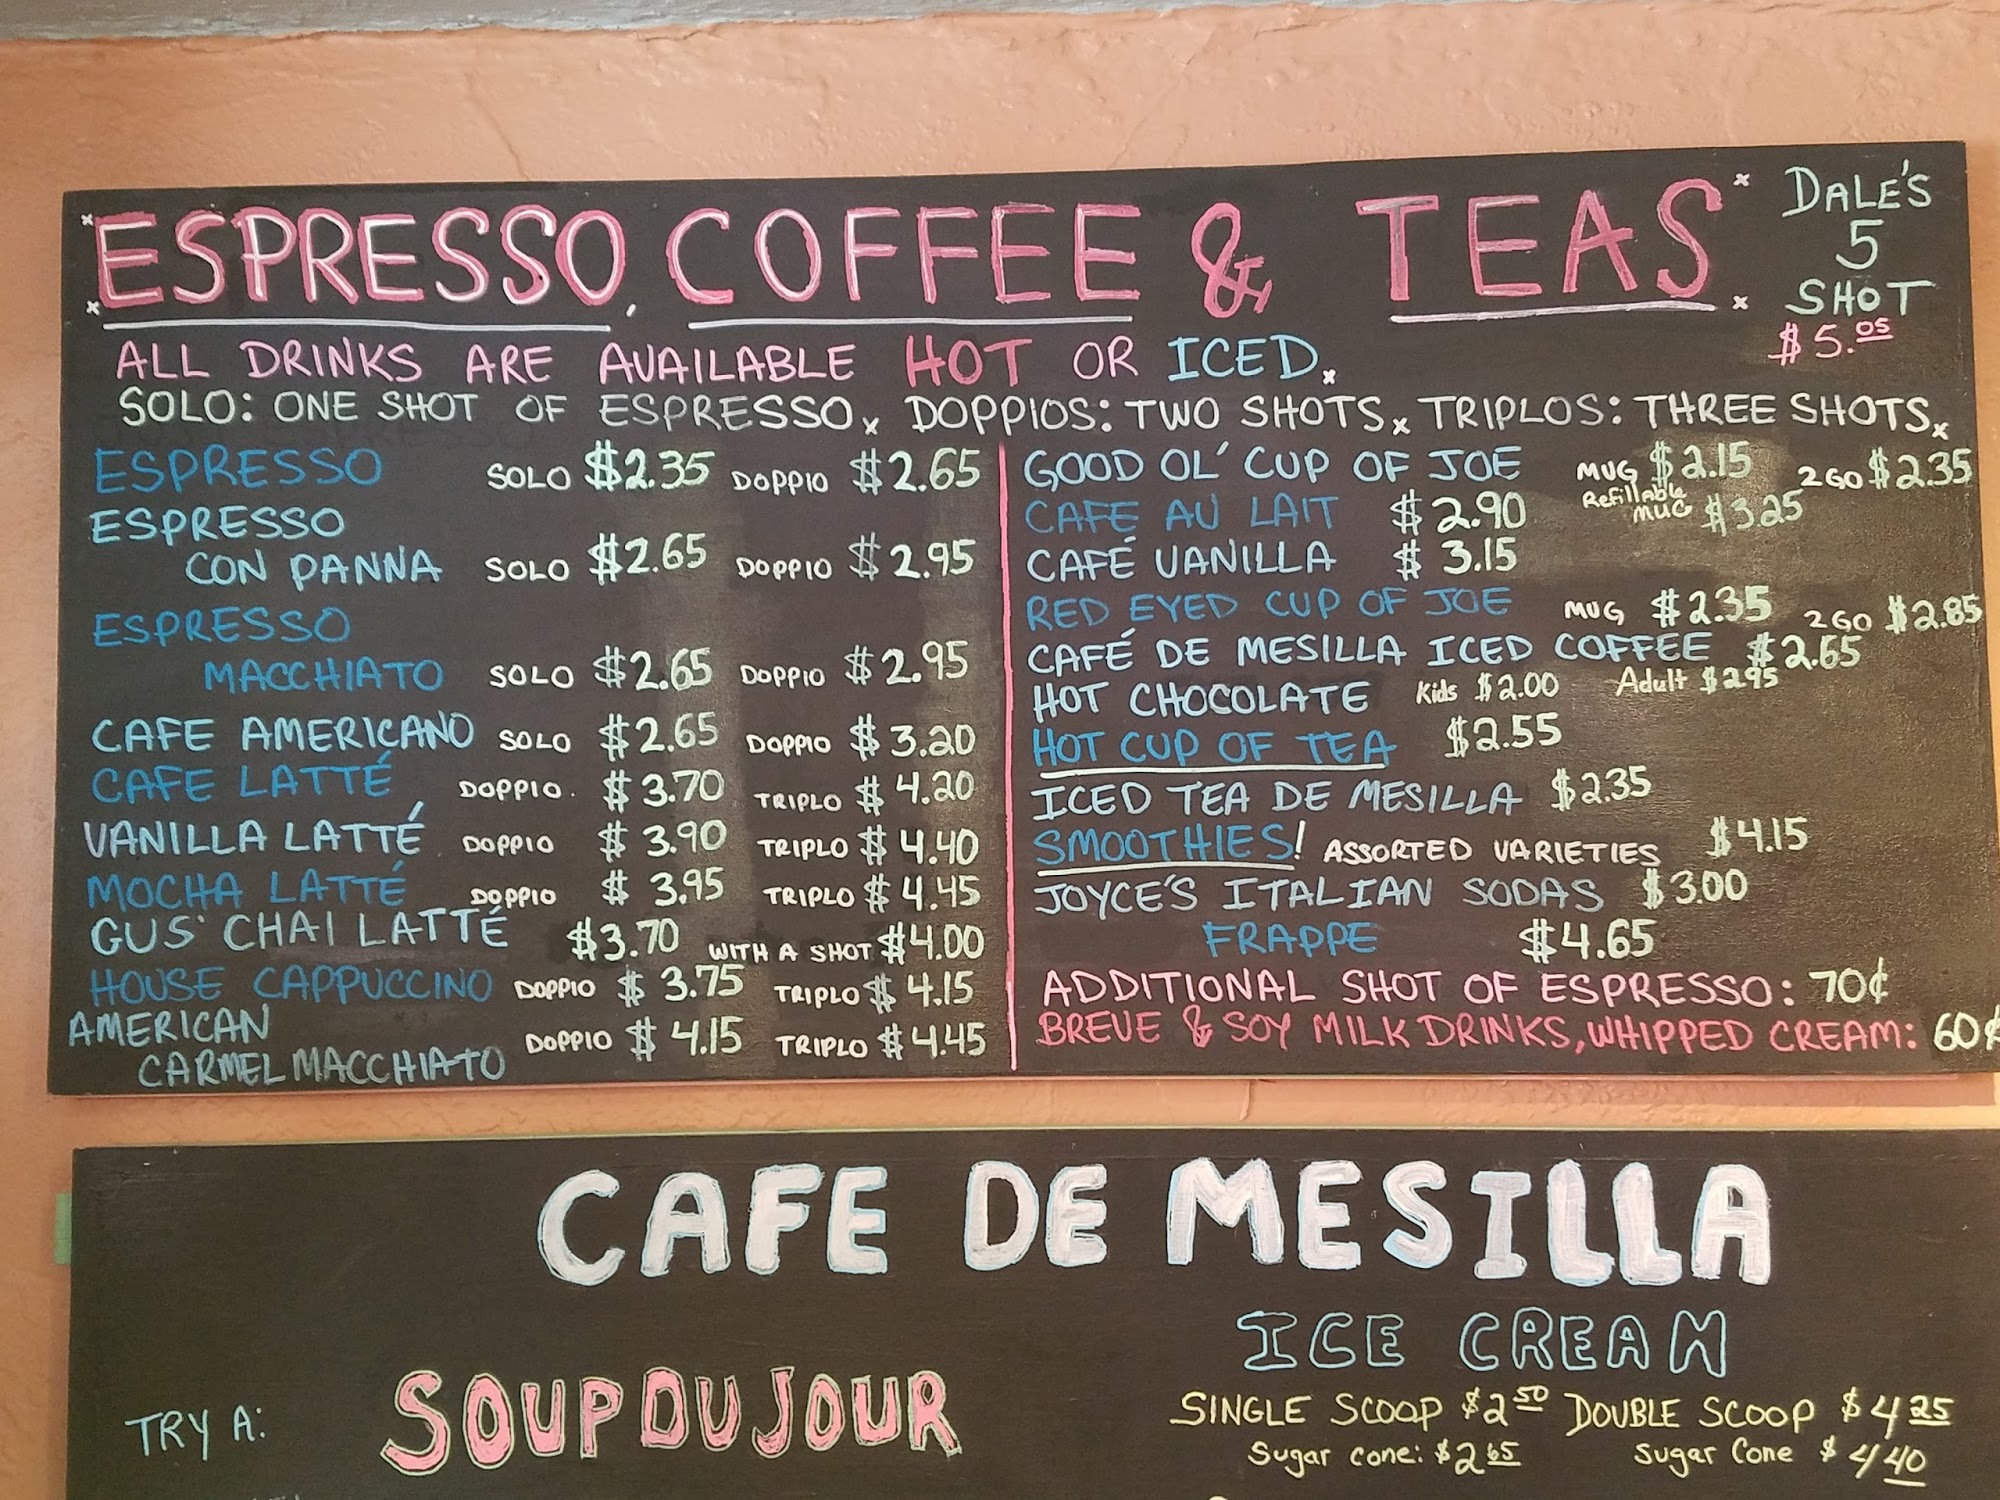 ESPRESSO, COFFEE & TEAS
DALE'S
5
SHOT
$5.05
ALL DRINKS ARE AVAILABLE HOT OR ICED.
SOLO: ONE SHOT OF ESPRESSO. DOPPIOS: TWO SHOTS. TRIPLOS: THREE SHOTS.
ESPRESSO SOLO $2.35 DOPPIO $2.65
ESPRESSO
CON PANNA SOLO $2.65 DOPPIO $2.95
ESPRESSO
MACCHIATO SOLO $2.65 DOPPIO $2.95
CAFE AMERICANO SOLO $2.65 DOPPIO $3.20
CAFE LATTÉ DOPPIO. $3.70 TRIPLO $4.20
VANILLA LATTÉ DOPPIO $3.90 TRIPLO $4.40
MOCHA LATTÉ DOPPIO $3.95 TRIPLO $4.45
GUS' CHAI LATTÉ $3.70 WITH A SHOT $4.00
HOUSE CAPPUCCINO DOPPIO $3.75 TRIPLO $4.15
AMERICAN
CARMEL MACCHIATO DOPPIO $4.15 TRIPLO $4.45
GOOD OL' CUP OF JOE MUG $2.15 2GO $2.35
Refillable MUG $3.25
CAFE AU LAIT $2.90
CAFÉ VANILLA $3.15
RED EYED CUP OF JOE MUG $2.35 2GO $2.85
CAFÉ DE MESILLA ICED COFFEE $2.65
HOT CHOCOLATE Kids $2.00 Adult $2.95
HOT CUP OF TEA $2.55
ICED TEA DE MESILLA $2.35
SMOOTHIES! ASSORTED VARIETIES $4.15
JOYCE'S ITALIAN SODAS $3.00
FRAPPE $4.65
ADDITIONAL SHOT OF ESPRESSO: 70¢
BREVE & SOY MILK DRINKS, WHIPPED CREAM: 60¢
CAFE DE MESILLA
ICE CREAM
TRY A: SOUP DU JOUR
SINGLE SCOOP $2.50 DOUBLE SCOOP $4.25
Sugar cone: $2.65 Sugar Cone $4.40